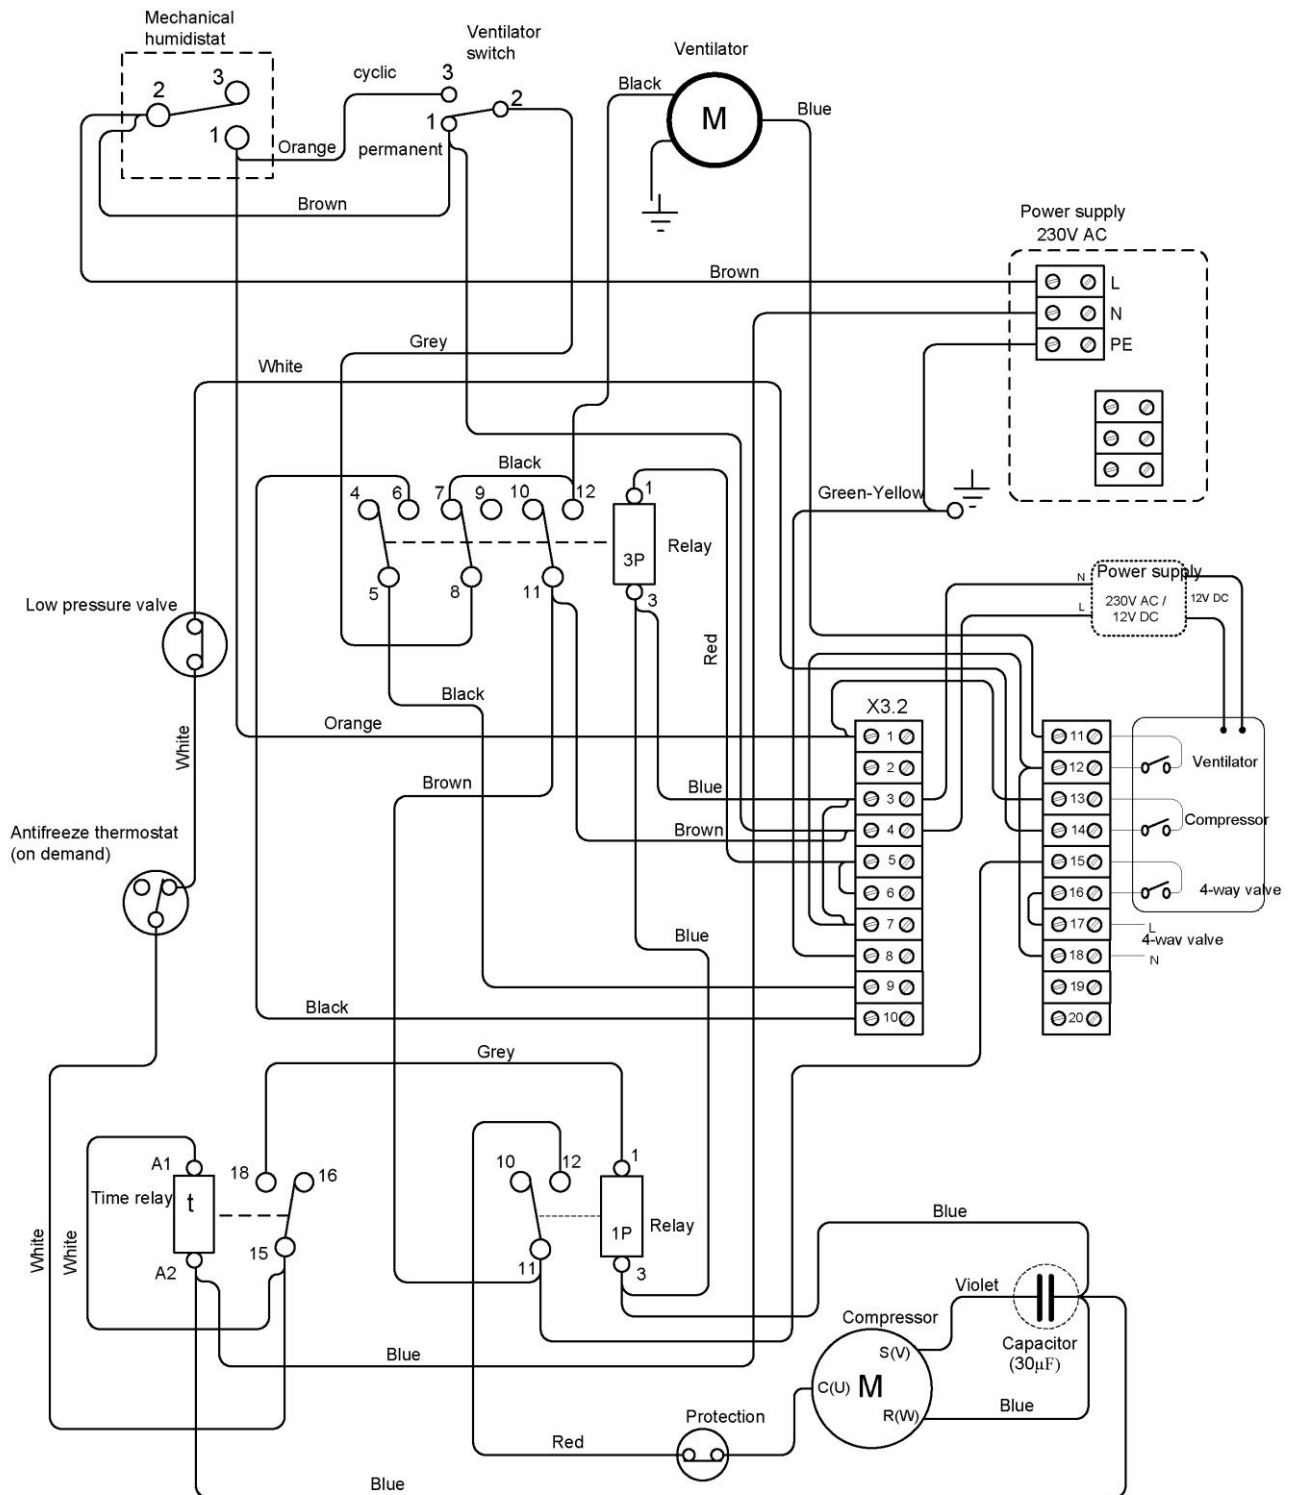 Mechanical
humidistat
Ventilator
switch
Ventilator
3
2
1
cyclic
3
2
1
permanent
Orange
Brown
Black
M
Blue
Power supply
230V AC
Brown
L
N
PE
Grey
White
Black
4
6
7
9
10
12
1
Green-Yellow
3P
Relay
5
8
11
3
Power supply
N
L
230V AC /
12V DC
12V DC
Low pressure valve
Red
Black
X3.2
Orange
White
1
11
2
12
Ventilator
Brown
Blue
3
13
Compressor
Brown
4
14
Antifreeze thermostat
(on demand)
5
15
6
16
4-way valve
7
17
L
Blue
4-way valve
8
18
N
9
19
Black
10
20
Grey
A1
18
16
10
12
1
Time relay
t
1P
Relay
White
White
15
A2
11
3
Blue
Violet
Compressor
Capacitor
(30µF)
S(V)
Blue
C(U)
M
R(W)
Blue
Protection
Red
Blue